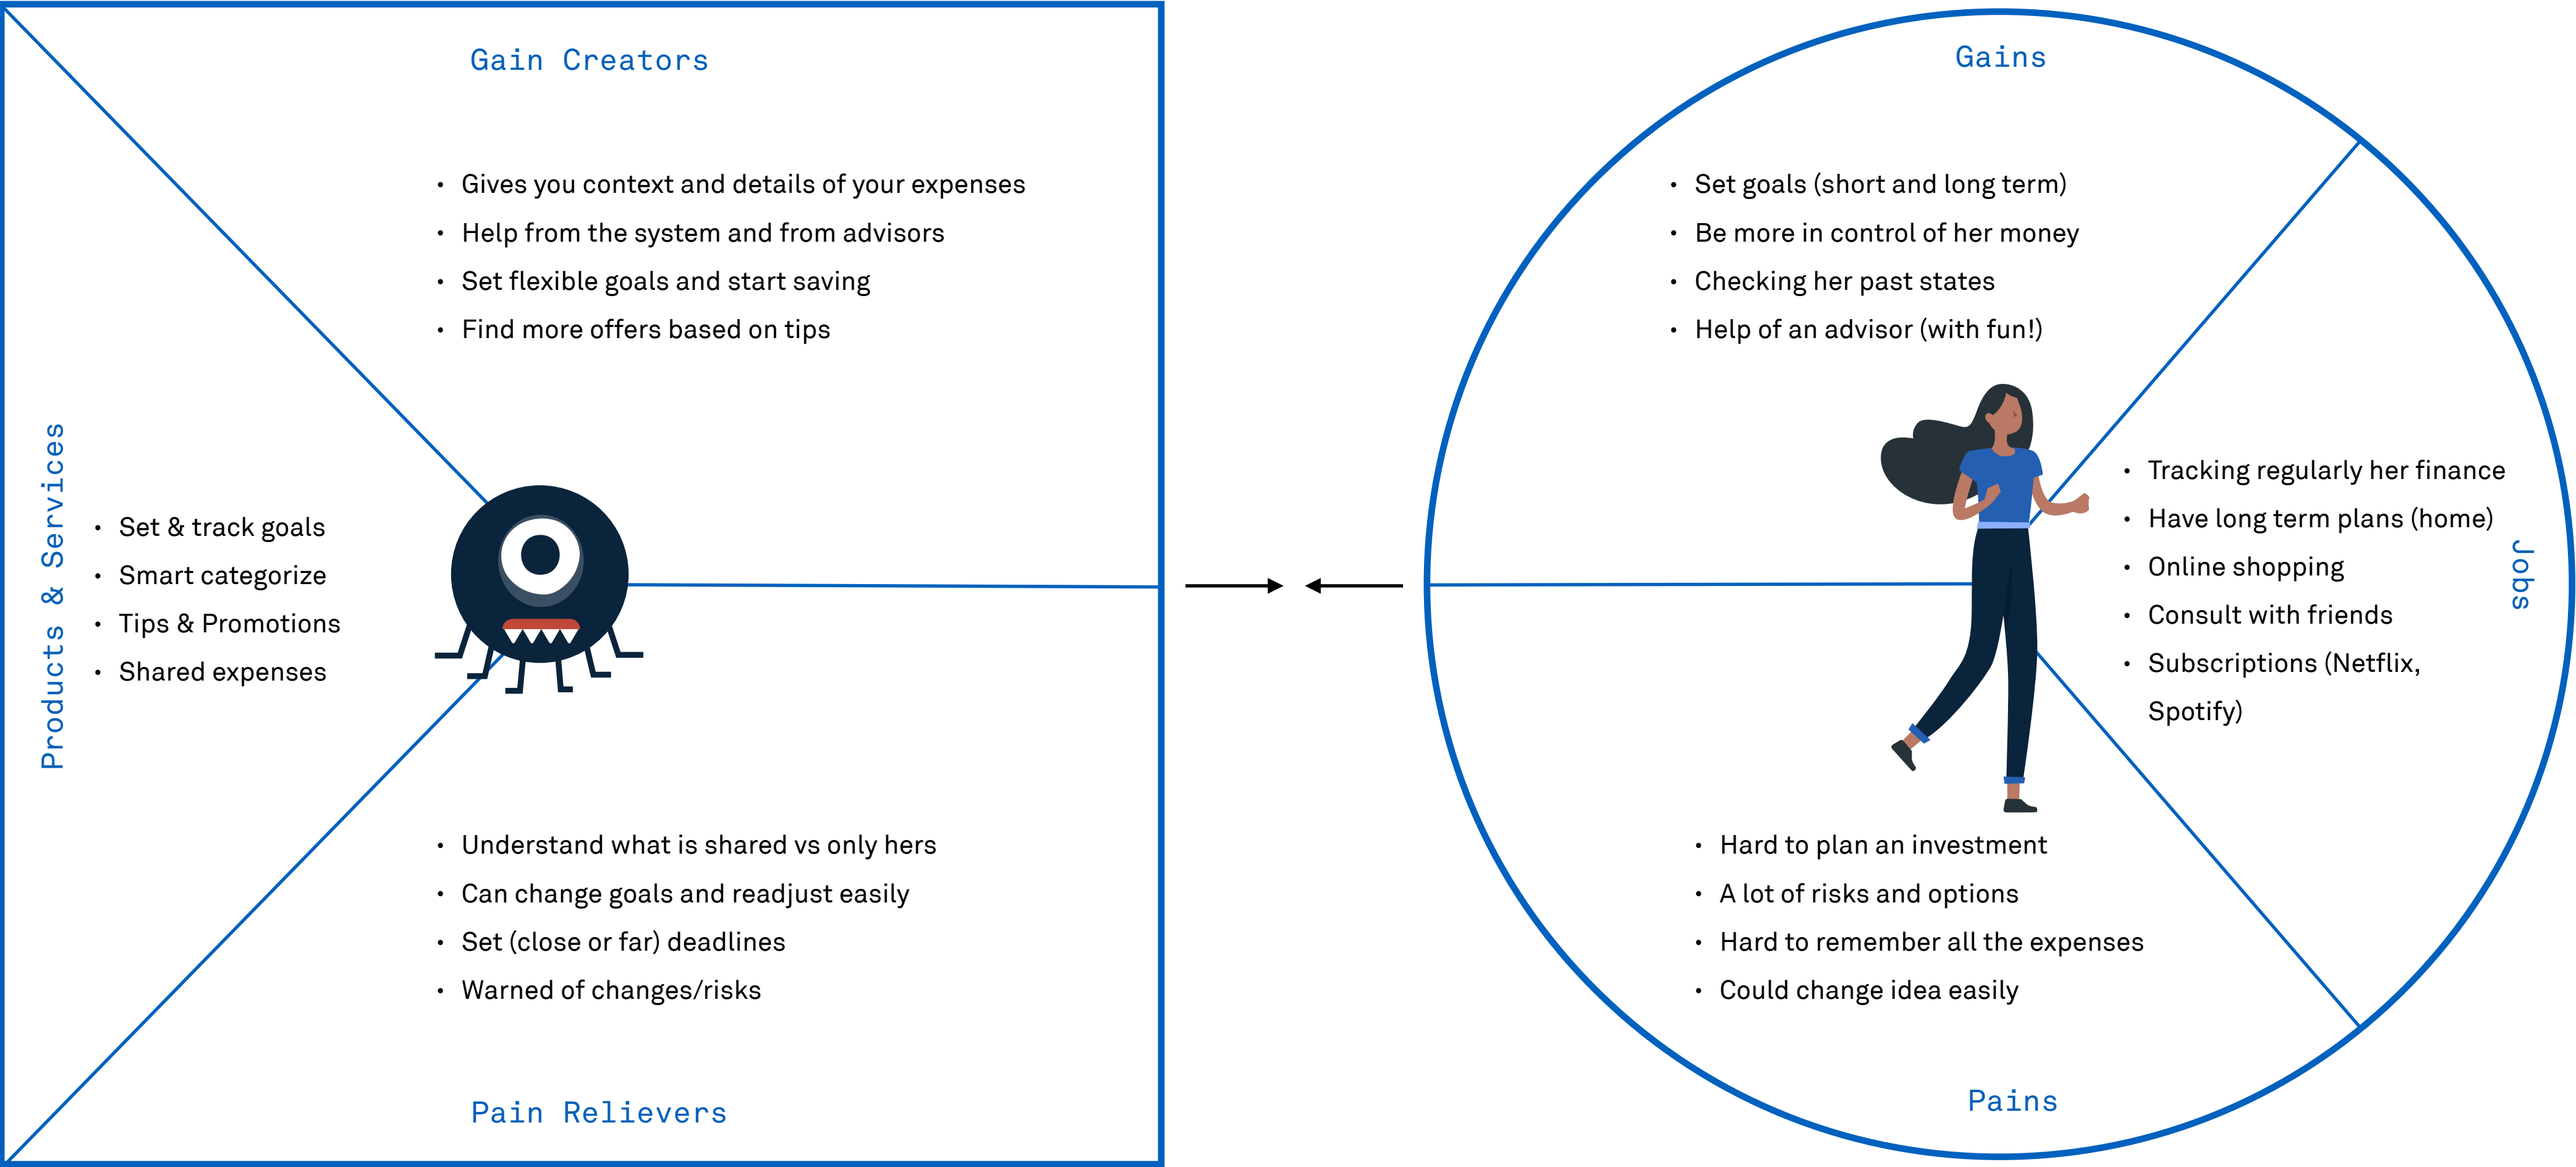 Gain Creators
• Gives you context and details of your expenses
• Help from the system and from advisors
• Set flexible goals and start saving
• Find more offers based on tips
Products & Services
• Set & track goals
• Smart categorize
• Tips & Promotions
• Shared expenses
• Understand what is shared vs only hers
• Can change goals and readjust easily
• Set (close or far) deadlines
• Warned of changes/risks
Pain Relievers
Gains
• Set goals (short and long term)
• Be more in control of her money
• Checking her past states
• Help of an advisor (with fun!)
• Tracking regularly her finance
• Have long term plans (home)
• Online shopping
• Consult with friends
• Subscriptions (Netflix,
Spotify)
Jobs
• Hard to plan an investment
• A lot of risks and options
• Hard to remember all the expenses
• Could change idea easily
Pains